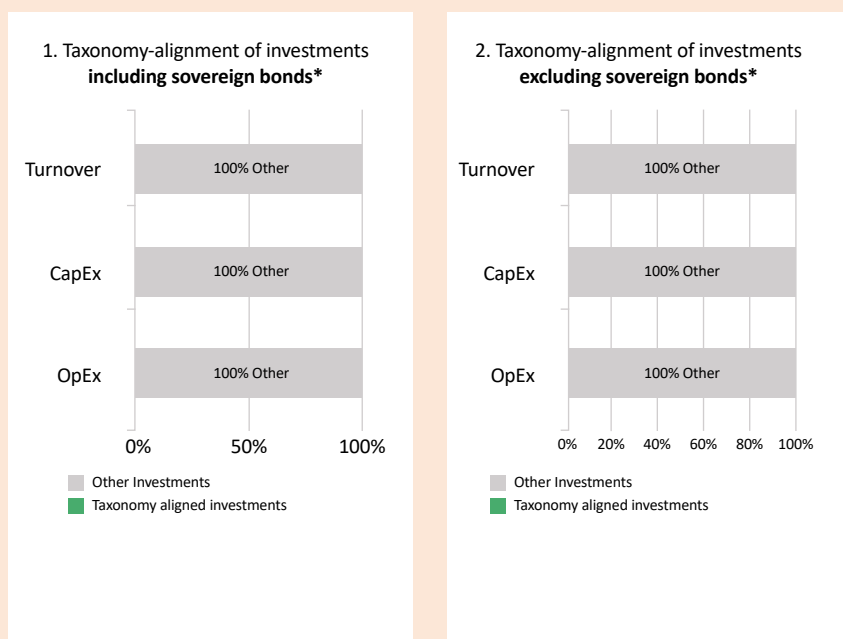 1. Taxonomy-alignment of investments
including sovereign bonds*
Turnover
100% Other
CapEx
100% Other
OpEx
100% Other
0% 50% 100%
Other Investments
Taxonomy aligned investments
2. Taxonomy-alignment of investments
excluding sovereign bonds*
Turnover
100% Other
CapEx
100% Other
OpEx
100% Other
0% 20% 40% 60% 80% 100%
Other Investments
Taxonomy aligned investments